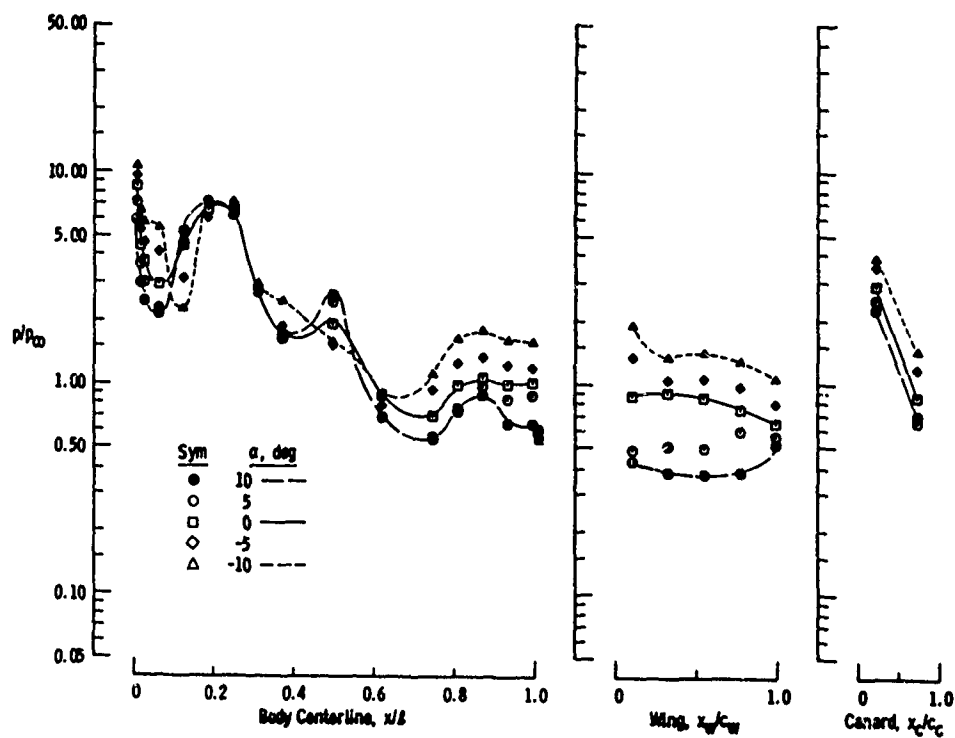 50.00
10.00
5.00
p/p∞
1.00
0.50
0.10
0.05
Sym α, deg
10
5
0
-5
-10
0 0.2 0.4 0.6 0.8 1.0
Body Centerline, x/ℓ
0 1.0
Wing, x_w/c_w
0 1.0
Canard, x_c/c_c